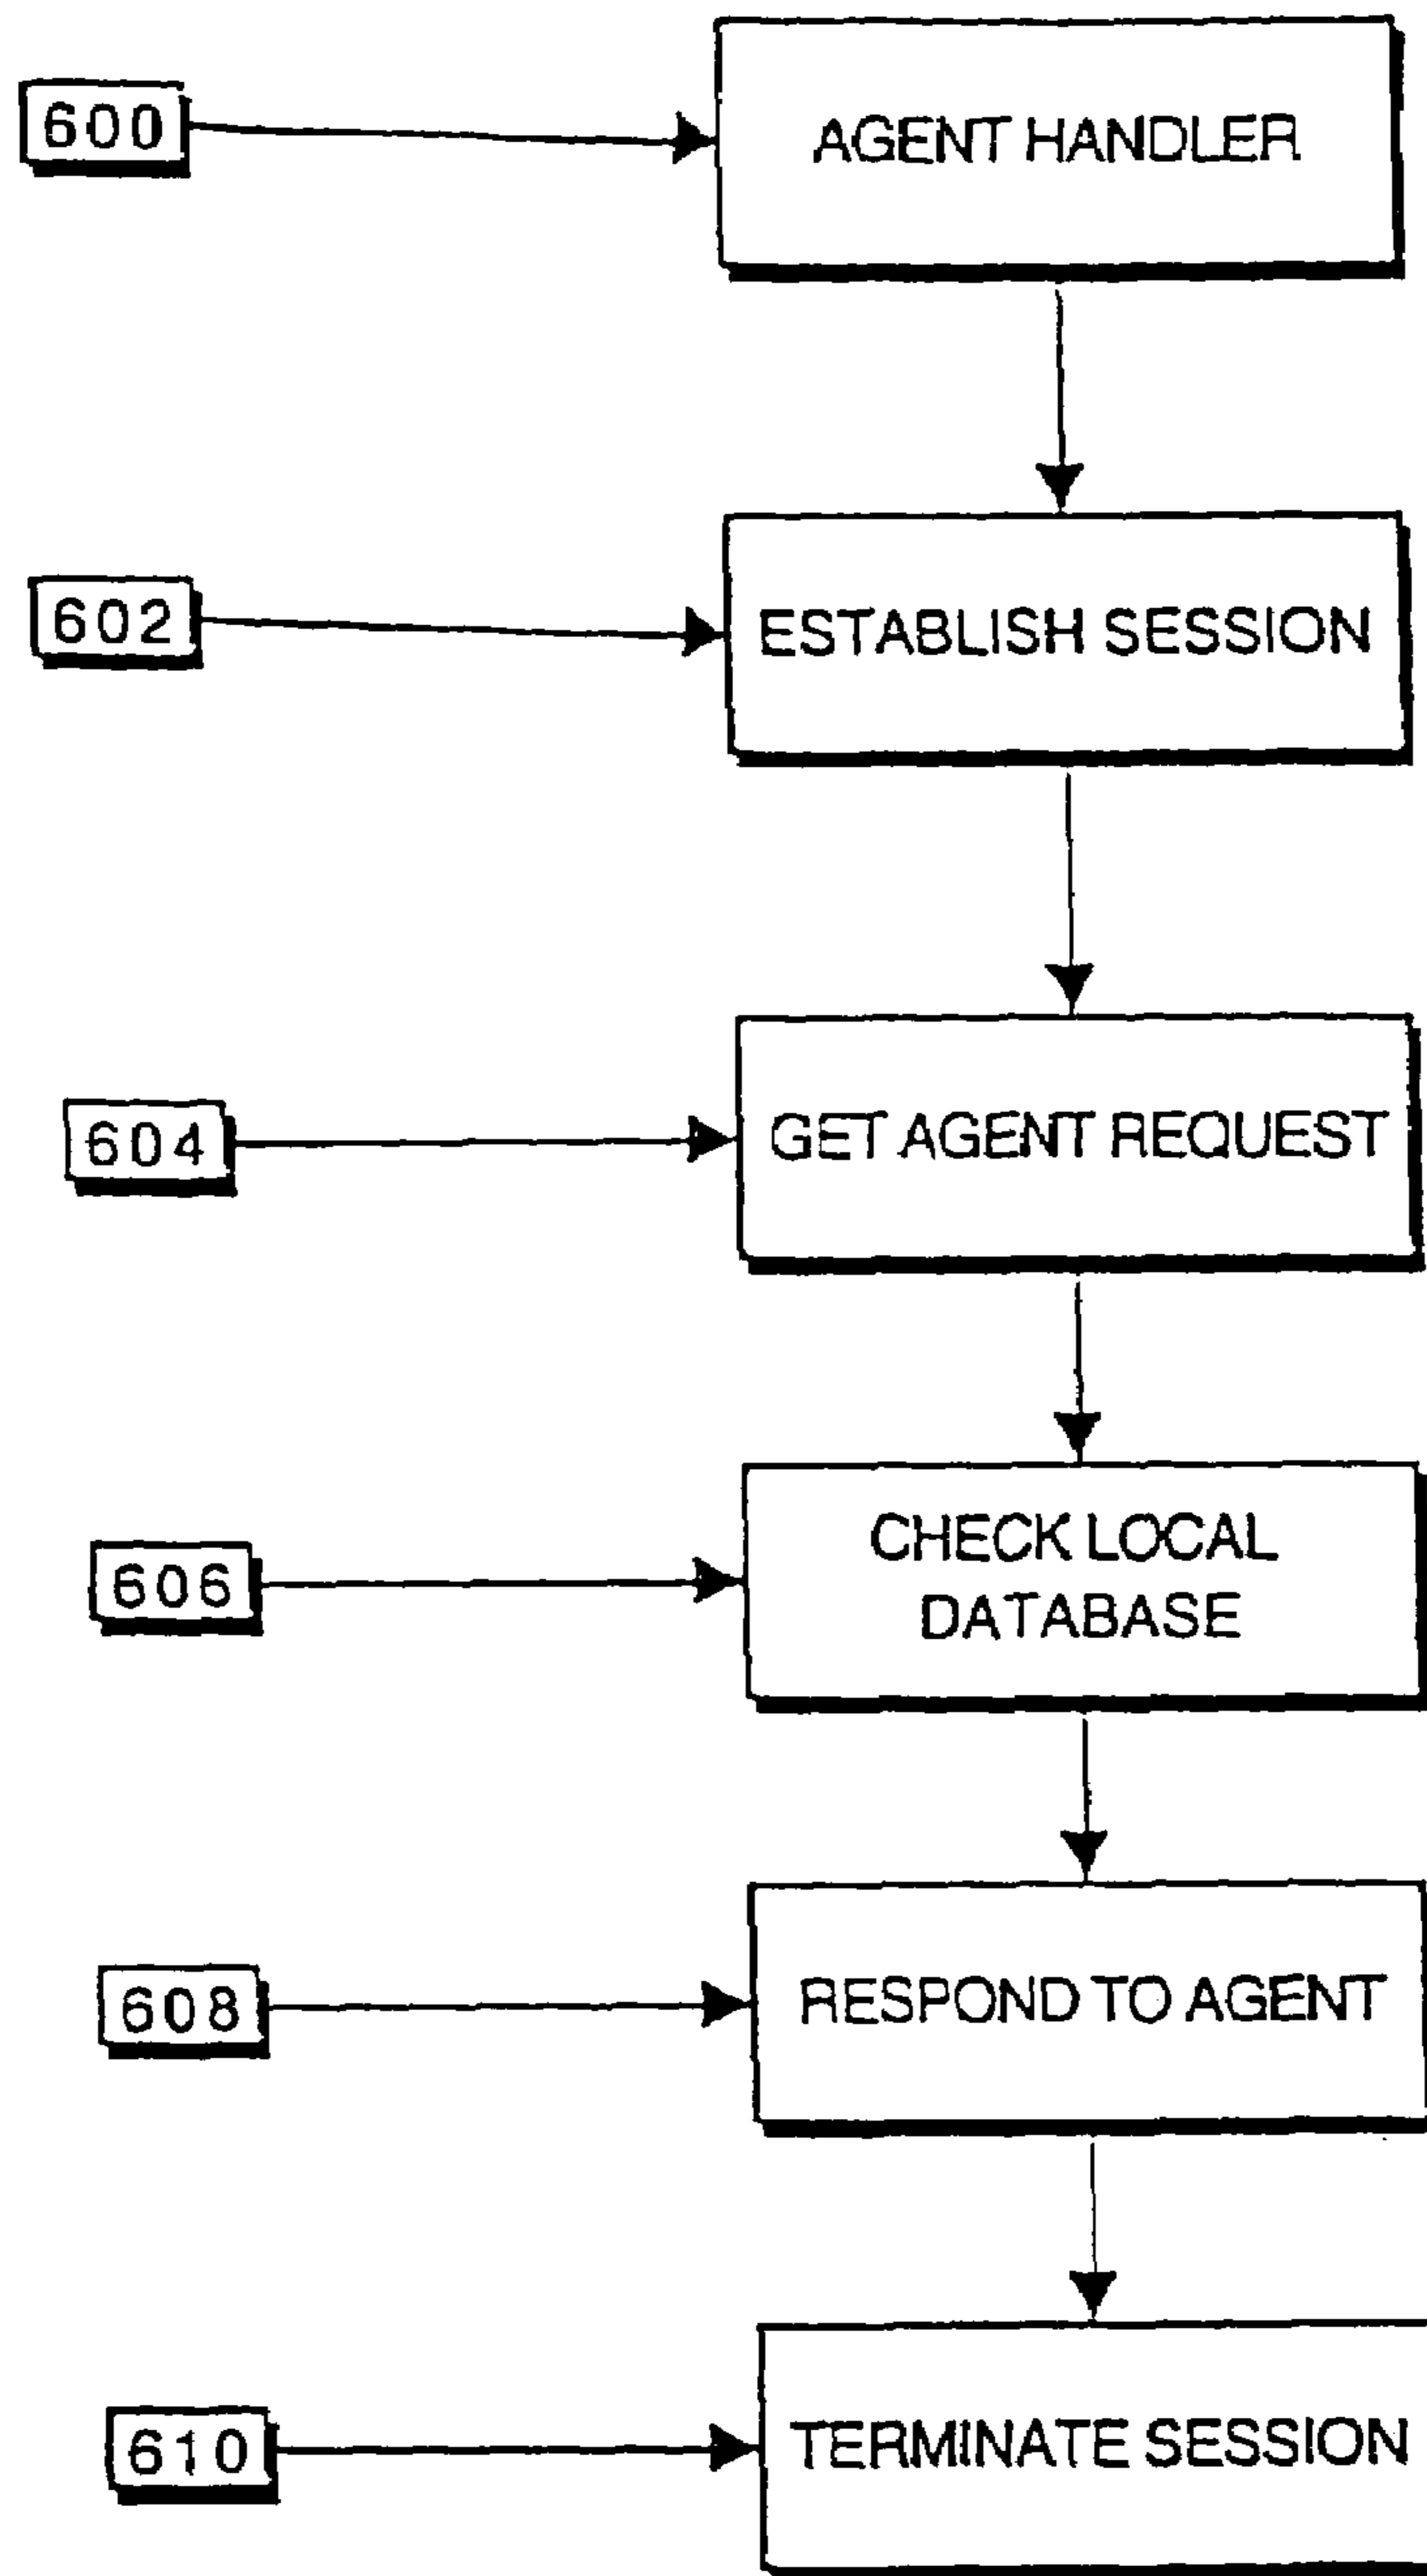 600
AGENT HANDLER
602
ESTABLISH SESSION
604
GET AGENT REQUEST
606
CHECK LOCAL
DATABASE
608
RESPOND TO AGENT
610
TERMINATE SESSION